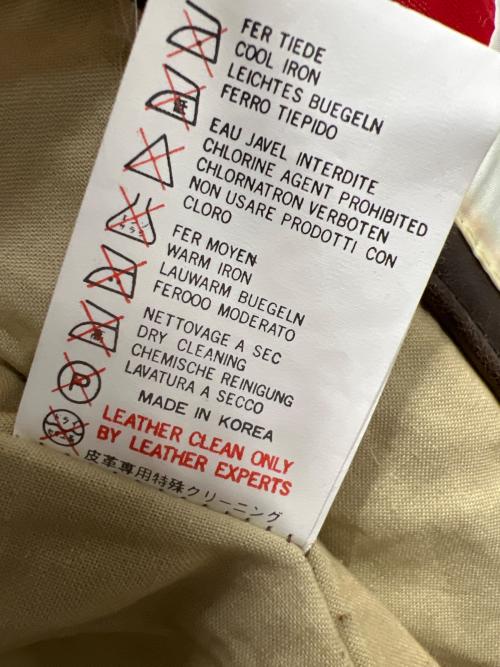 FER TIEDE
COOL IRON
LEICHTES BUEGELN
FERRO TIEPIDO
低
EAU JAVEL INTERDITE
CHLORINE AGENT PROHIBITED
CHLORNATRON VERBOTEN
NON USARE PRODOTTI CON
CLORO
FER MOYEN
WARM IRON
LAUWARM BUEGELN
FEROOO MODERATO
NETTOVAGE A SEC
DRY CLEANING
CHEMISCHE REINIGUNG
LAVATURA A SECCO
P
MADE IN KOREA
LEATHER CLEAN ONLY
BY LEATHER EXPERTS
皮革専用特殊クリーニング